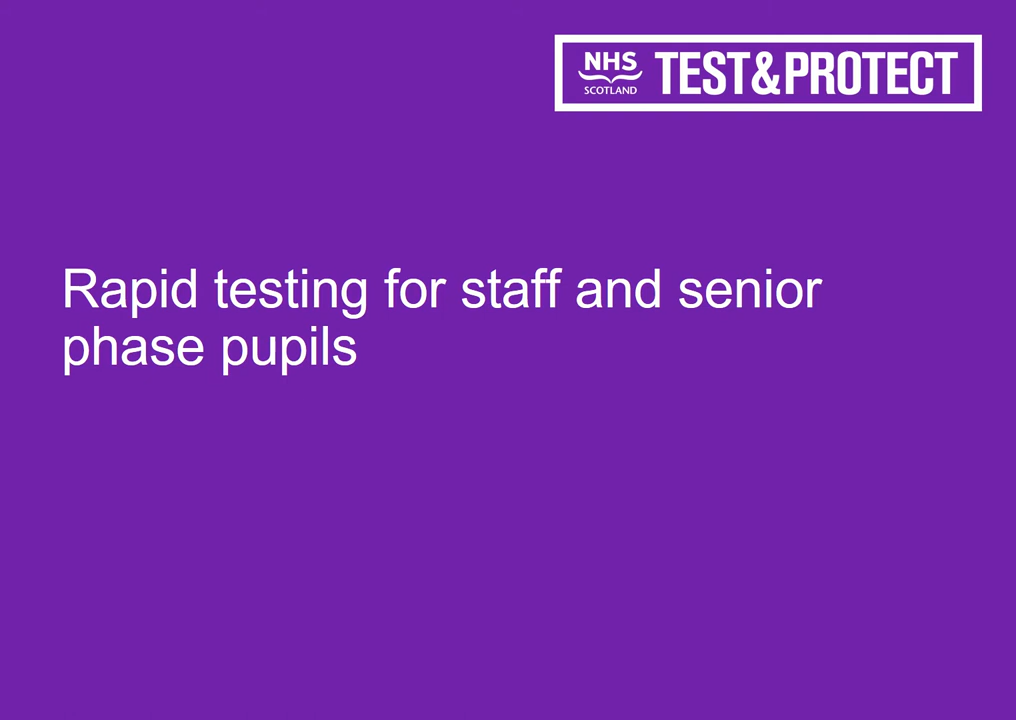 NHS
SCOTLAND
TEST&PROTECT
Rapid testing for staff and senior
phase pupils